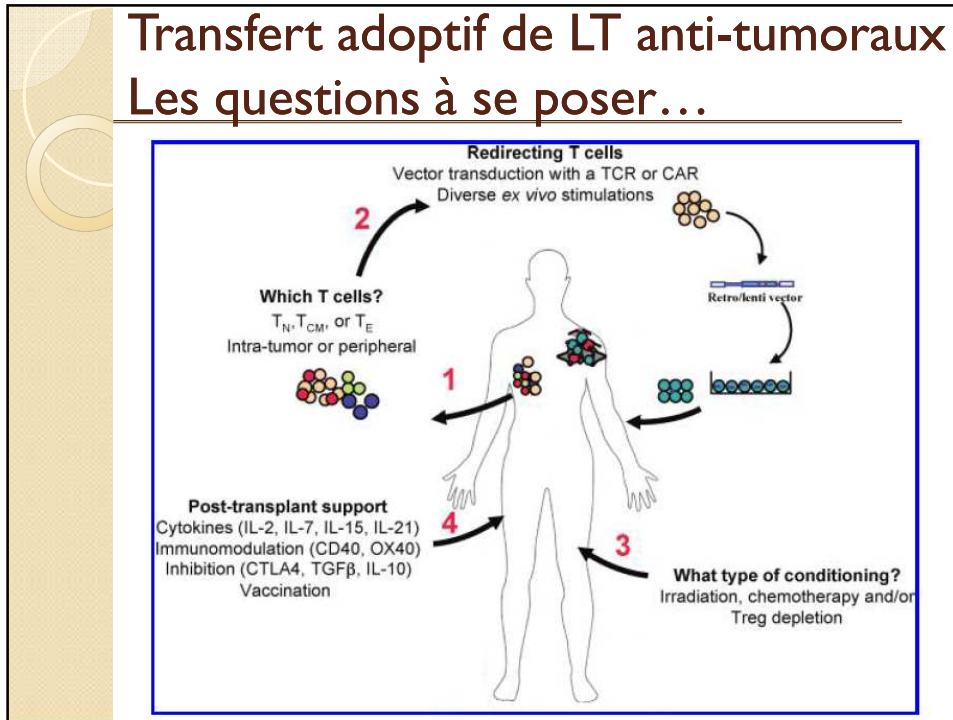 Transfert adoptif de LT anti-tumoraux
Les questions à se poser…
Redirecting T cells
Vector transduction with a TCR or CAR
Diverse ex vivo stimulations
2
Which T cells?
TN,TCM, or TE
Intra-tumor or peripheral
Retro/lenti vector
1
Post-transplant support
Cytokines (IL-2, IL-7, IL-15, IL-21)
Immunomodulation (CD40, OX40)
Inhibition (CTLA4, TGFβ, IL-10)
Vaccination
4
3
What type of conditioning?
Irradiation, chemotherapy and/or
Treg depletion